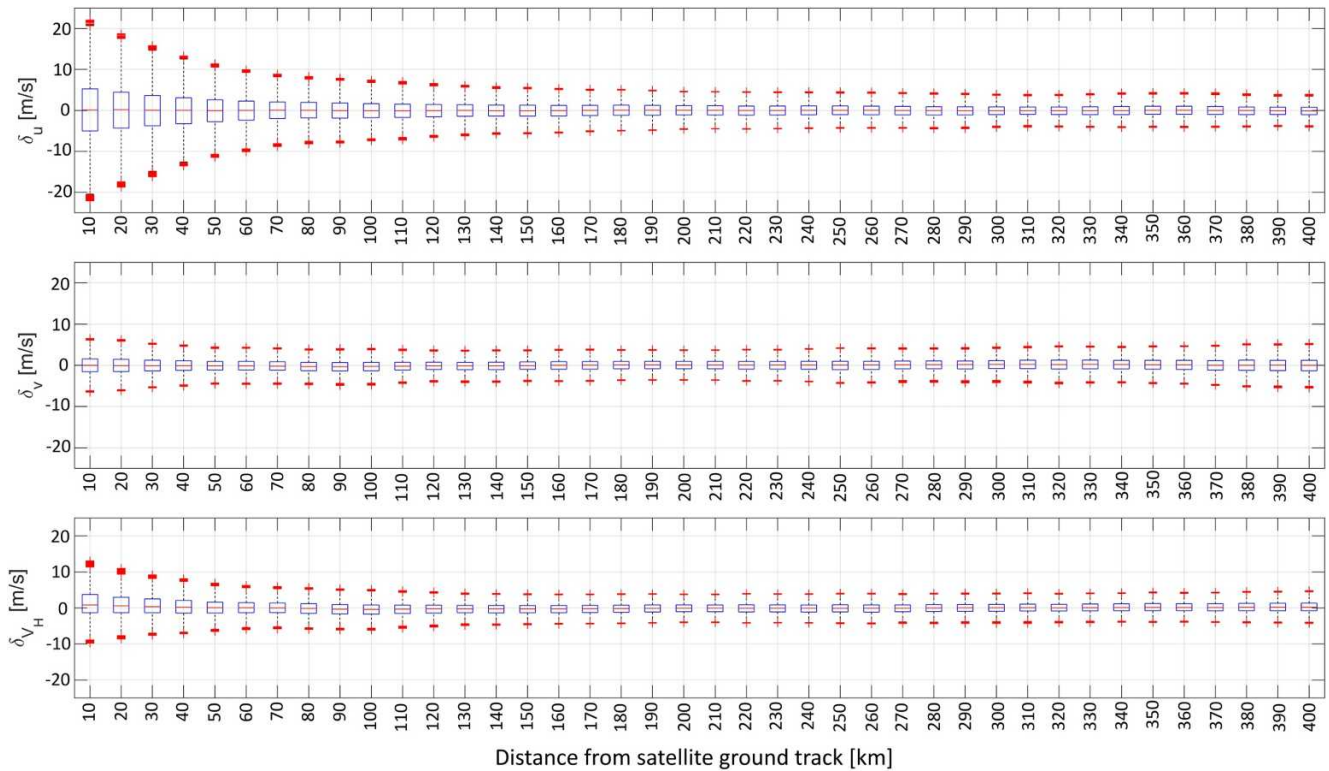 20
10
0
-10
-20
δu [m/s]
10 20 30 40 50 60 70 80 90 100 110 120 130 140 150 160 170 180 190 200 210 220 230 240 250 260 270 280 290 300 310 320 330 340 350 360 370 380 390 400
20
10
0
-10
-20
δv [m/s]
10 20 30 40 50 60 70 80 90 100 110 120 130 140 150 160 170 180 190 200 210 220 230 240 250 260 270 280 290 300 310 320 330 340 350 360 370 380 390 400
20
10
0
-10
-20
δV_H [m/s]
10 20 30 40 50 60 70 80 90 100 110 120 130 140 150 160 170 180 190 200 210 220 230 240 250 260 270 280 290 300 310 320 330 340 350 360 370 380 390 400
Distance from satellite ground track [km]